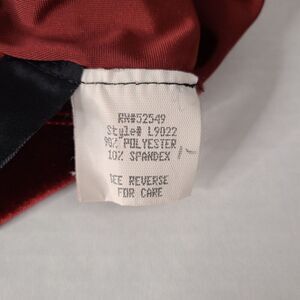 RN#52549
Style# L9022
90% POLYESTER
10% SPANDEX
SEE REVERSE
FOR CARE